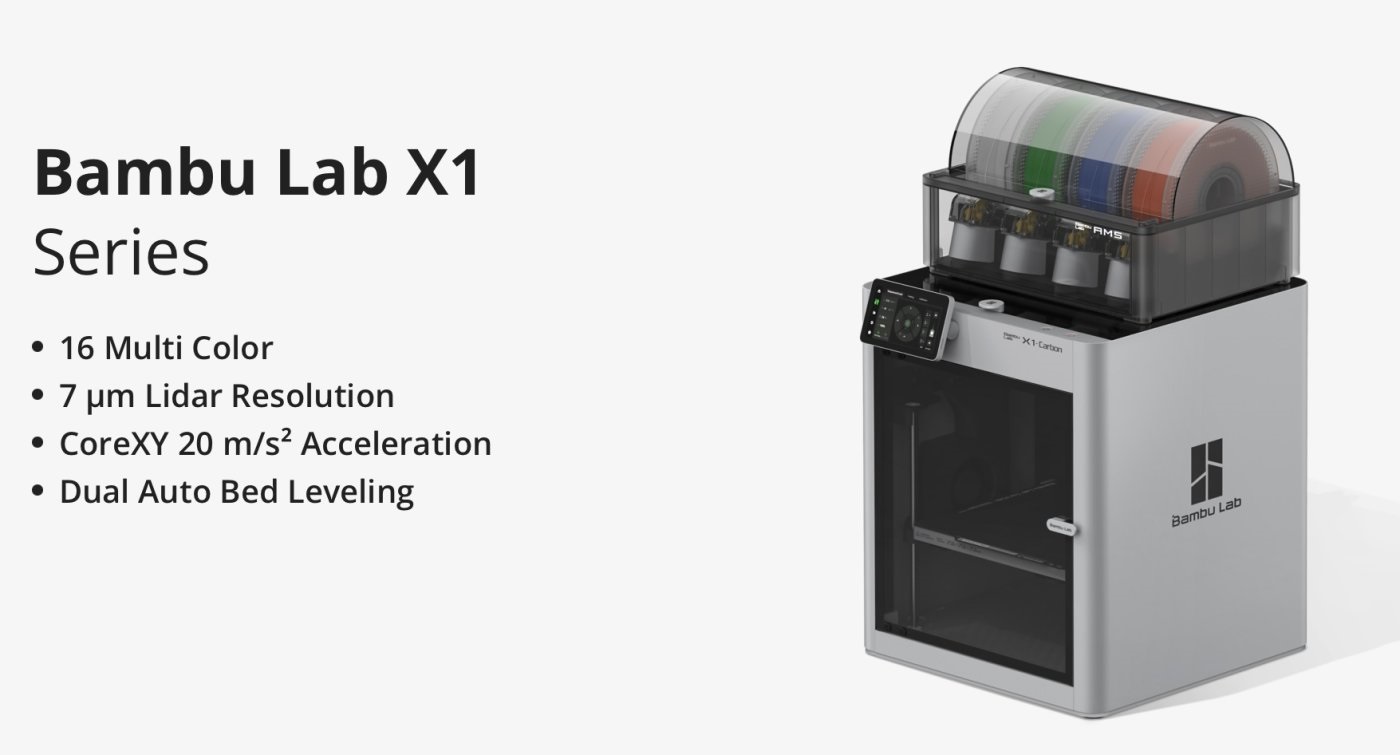 Bambu Lab X1
Series
• 16 Multi Color
• 7 µm Lidar Resolution
• CoreXY 20 m/s² Acceleration
• Dual Auto Bed Leveling
AMS
X1-Carbon
Bambu Lab
Bambu Lab